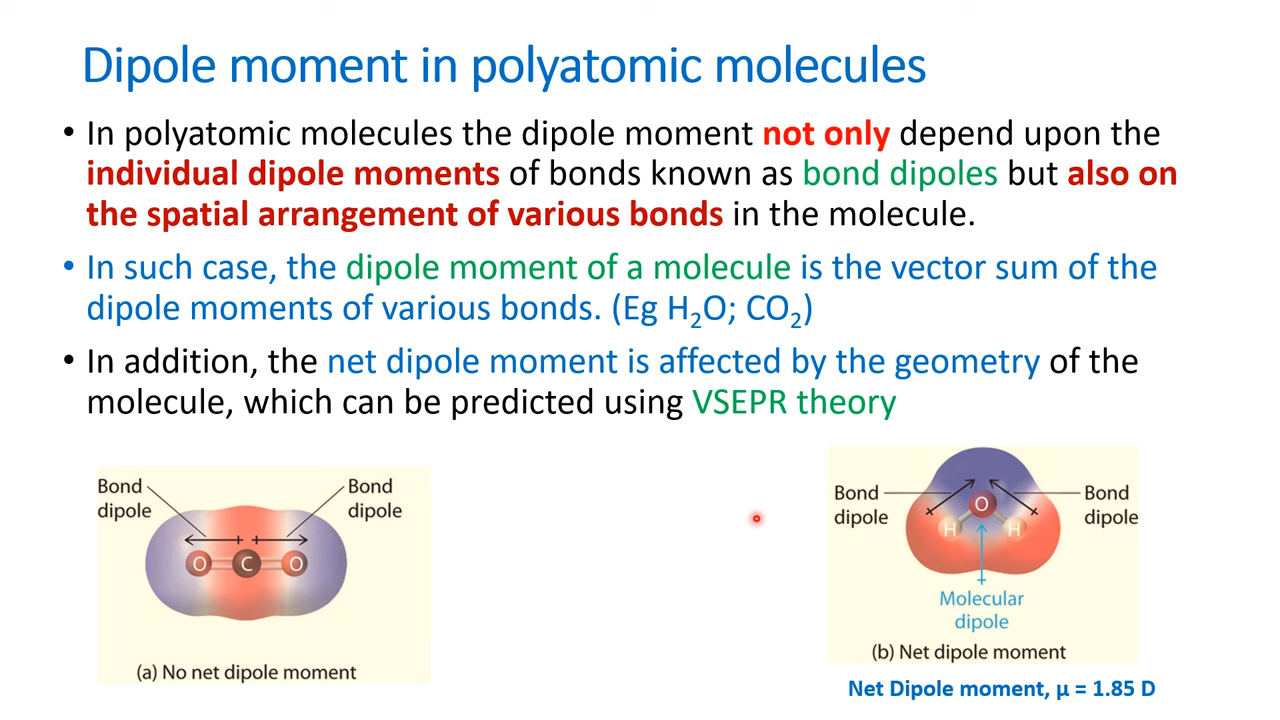 Dipole moment in polyatomic molecules
• In polyatomic molecules the dipole moment not only depend upon the
individual dipole moments of bonds known as bond dipoles but also on
the spatial arrangement of various bonds in the molecule.
• In such case, the dipole moment of a molecule is the vector sum of the
dipole moments of various bonds. (Eg H₂O; CO₂)
• In addition, the net dipole moment is affected by the geometry of the
molecule, which can be predicted using VSEPR theory
Bond
dipole
Bond
dipole
O C O
(a) No net dipole moment
Bond
dipole
Bond
dipole
O
H H
Molecular
dipole
(b) Net dipole moment
Net Dipole moment, μ = 1.85 D